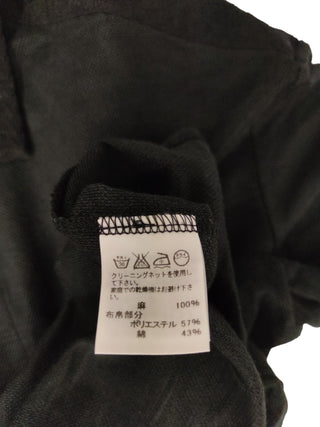 クリーニングネットを使用し
て下さい。
家庭での乾燥機はお避け下さ
い。
麻 100%
布帛部分
ポリエステル 57%
綿 43%